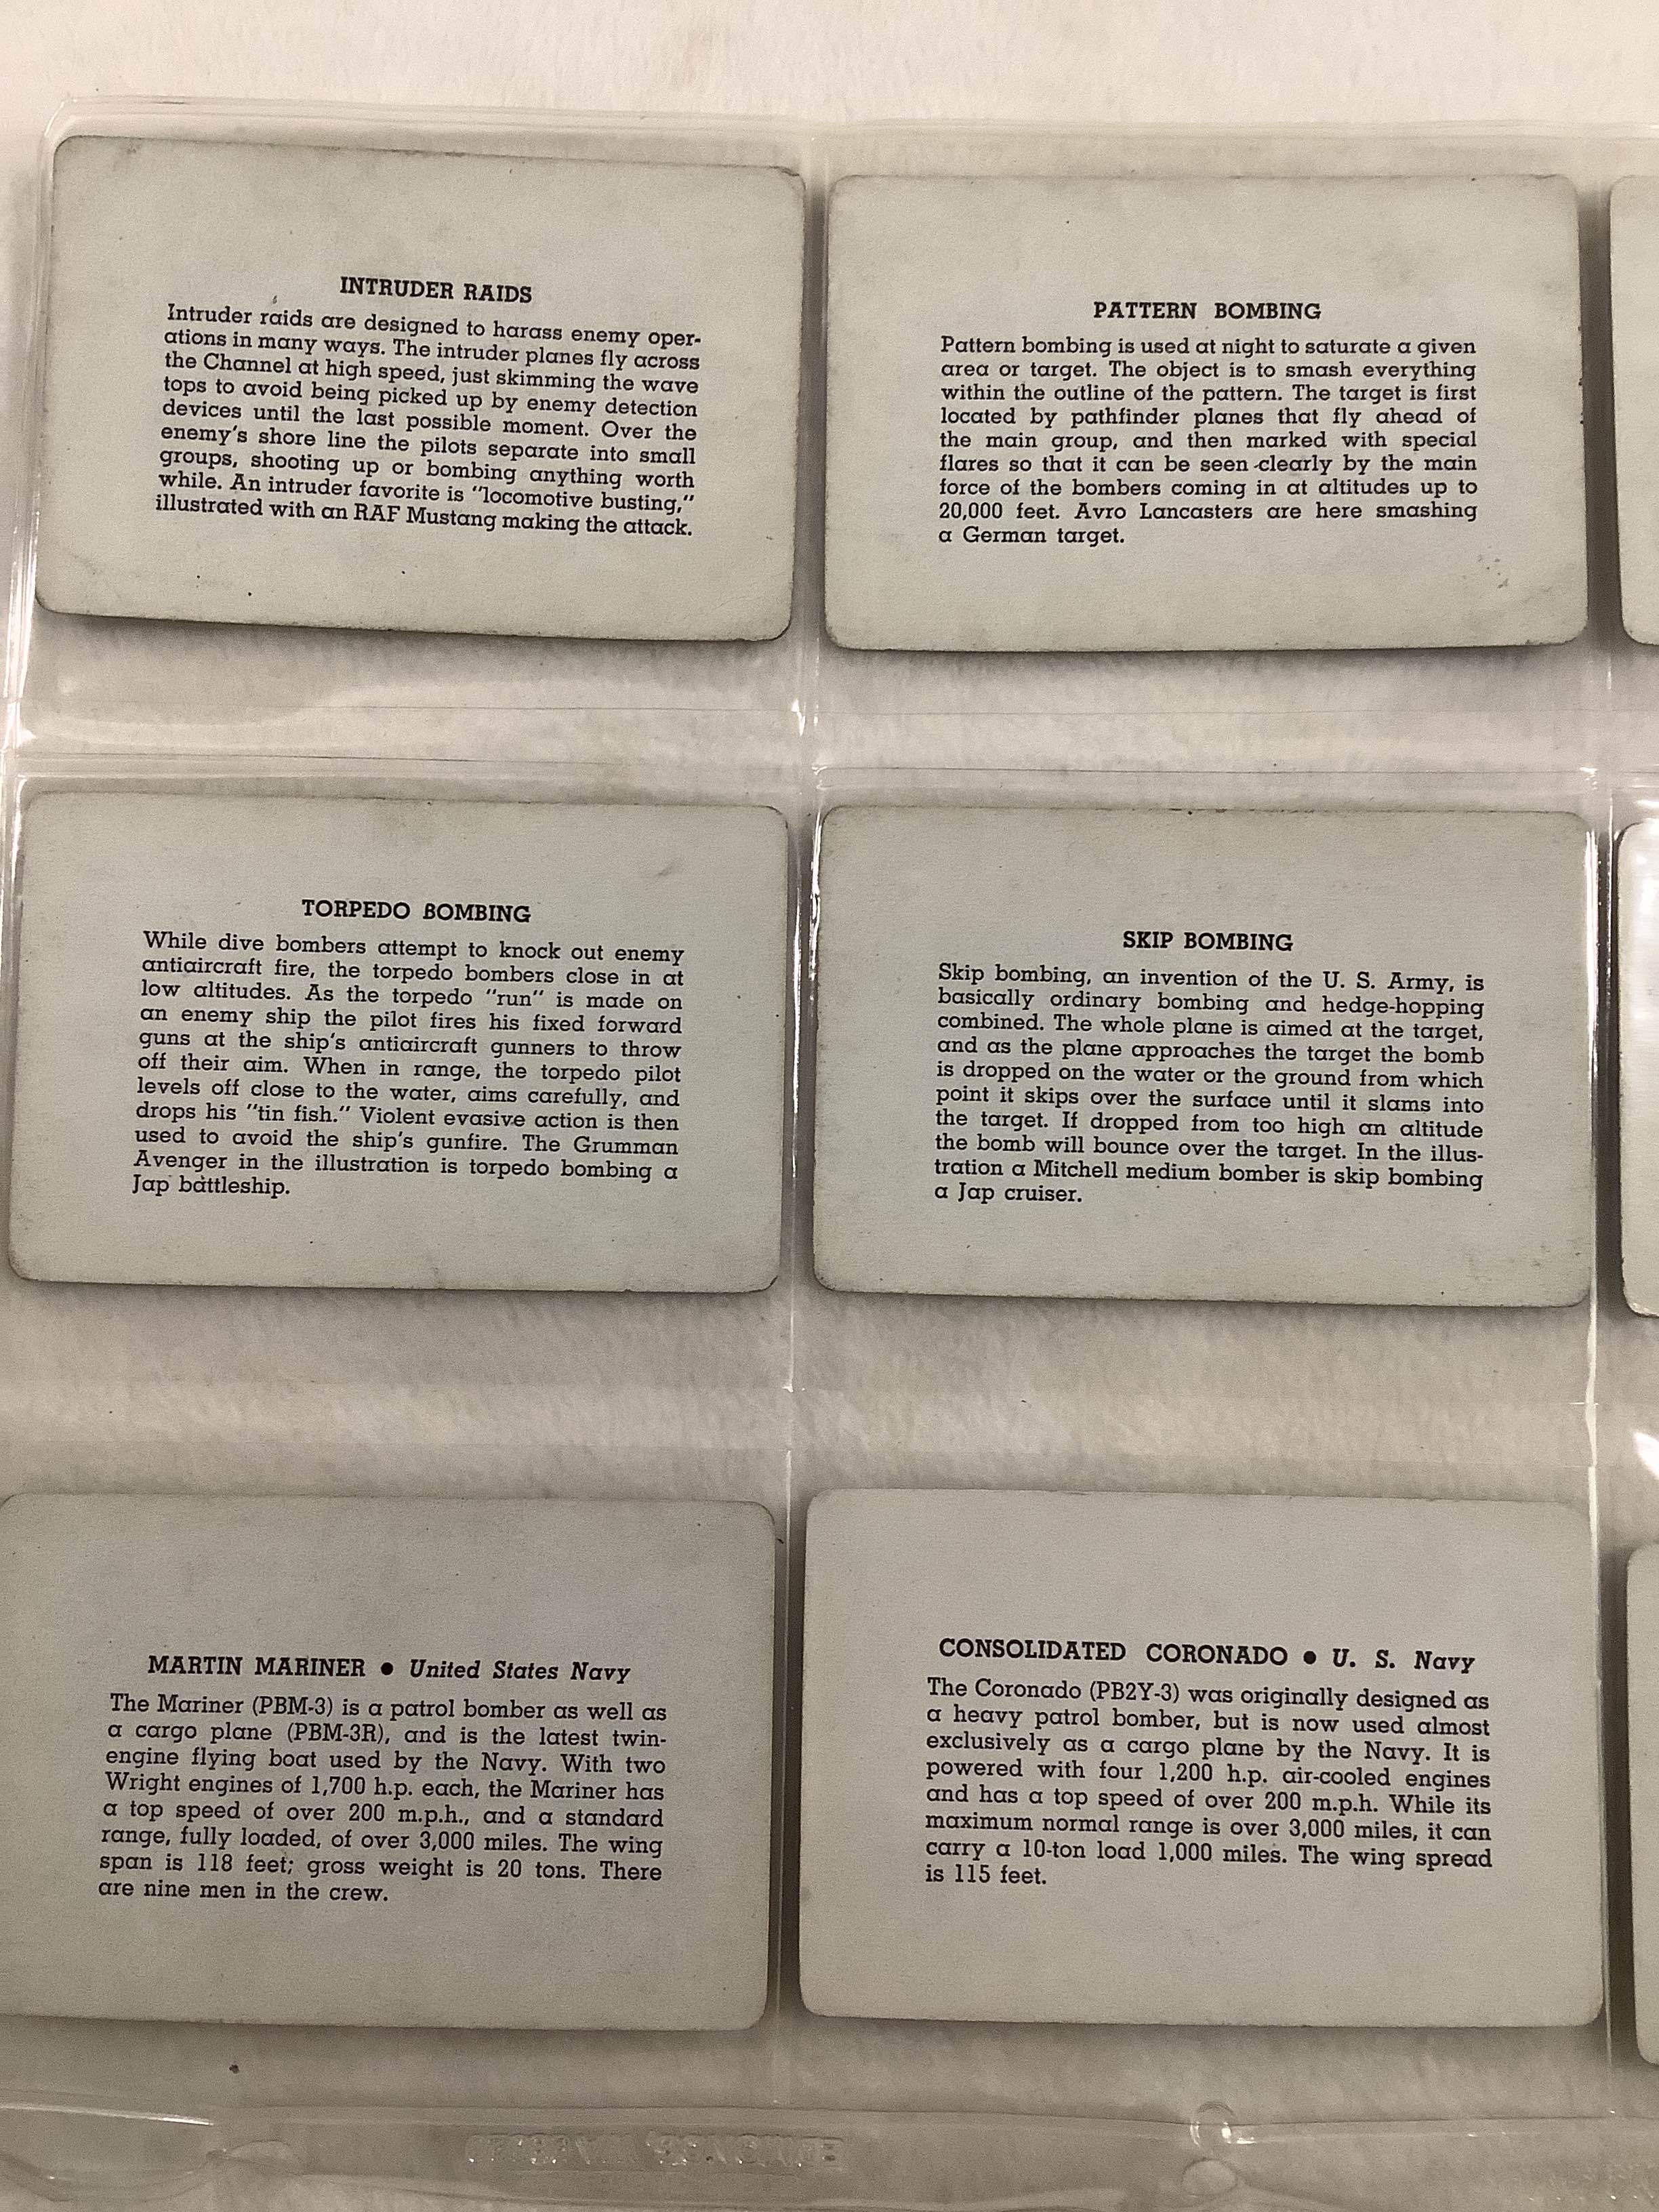 INTRUDER RAIDS
Intruder raids are designed to harass enemy oper-
ations in many ways. The intruder planes fly across
the Channel at high speed, just skimming the wave
tops to avoid being picked up by enemy detection
devices until the last possible moment. Over the
enemy's shore line the pilots separate into small
groups, shooting up or bombing anything worth
while. An intruder favorite is "locomotive busting,"
illustrated with an RAF Mustang making the attack.
PATTERN BOMBING
Pattern bombing is used at night to saturate a given
area or target. The object is to smash everything
within the outline of the pattern. The target is first
located by pathfinder planes that fly ahead of
the main group, and then marked with special
flares so that it can be seen clearly by the main
force of the bombers coming in at altitudes up to
20,000 feet. Avro Lancasters are here smashing
a German target.
TORPEDO BOMBING
While dive bombers attempt to knock out enemy
antiaircraft fire, the torpedo bombers close in at
low altitudes. As the torpedo "run" is made on
an enemy ship the pilot fires his fixed forward
guns at the ship's antiaircraft gunners to throw
off their aim. When in range, the torpedo pilot
levels off close to the water, aims carefully, and
drops his "tin fish." Violent evasive action is then
used to avoid the ship's gunfire. The Grumman
Avenger in the illustration is torpedo bombing a
Jap battleship.
SKIP BOMBING
Skip bombing, an invention of the U. S. Army, is
basically ordinary bombing and hedge-hopping
combined. The whole plane is aimed at the target,
and as the plane approaches the target the bomb
is dropped on the water or the ground from which
point it skips over the surface until it slams into
the target. If dropped from too high an altitude
the bomb will bounce over the target. In the illus-
tration a Mitchell medium bomber is skip bombing
a Jap cruiser.
MARTIN MARINER ● United States Navy
The Mariner (PBM-3) is a patrol bomber as well as
a cargo plane (PBM-3R), and is the latest twin-
engine flying boat used by the Navy. With two
Wright engines of 1,700 h.p. each, the Mariner has
a top speed of over 200 m.p.h., and a standard
range, fully loaded, of over 3,000 miles. The wing
span is 118 feet; gross weight is 20 tons. There
are nine men in the crew.
CONSOLIDATED CORONADO ● U. S. Navy
The Coronado (PB2Y-3) was originally designed as
a heavy patrol bomber, but is now used almost
exclusively as a cargo plane by the Navy. It is
powered with four 1,200 h.p. air-cooled engines
and has a top speed of over 200 m.p.h. While its
maximum normal range is over 3,000 miles, it can
carry a 10-ton load 1,000 miles. The wing spread
is 115 feet.